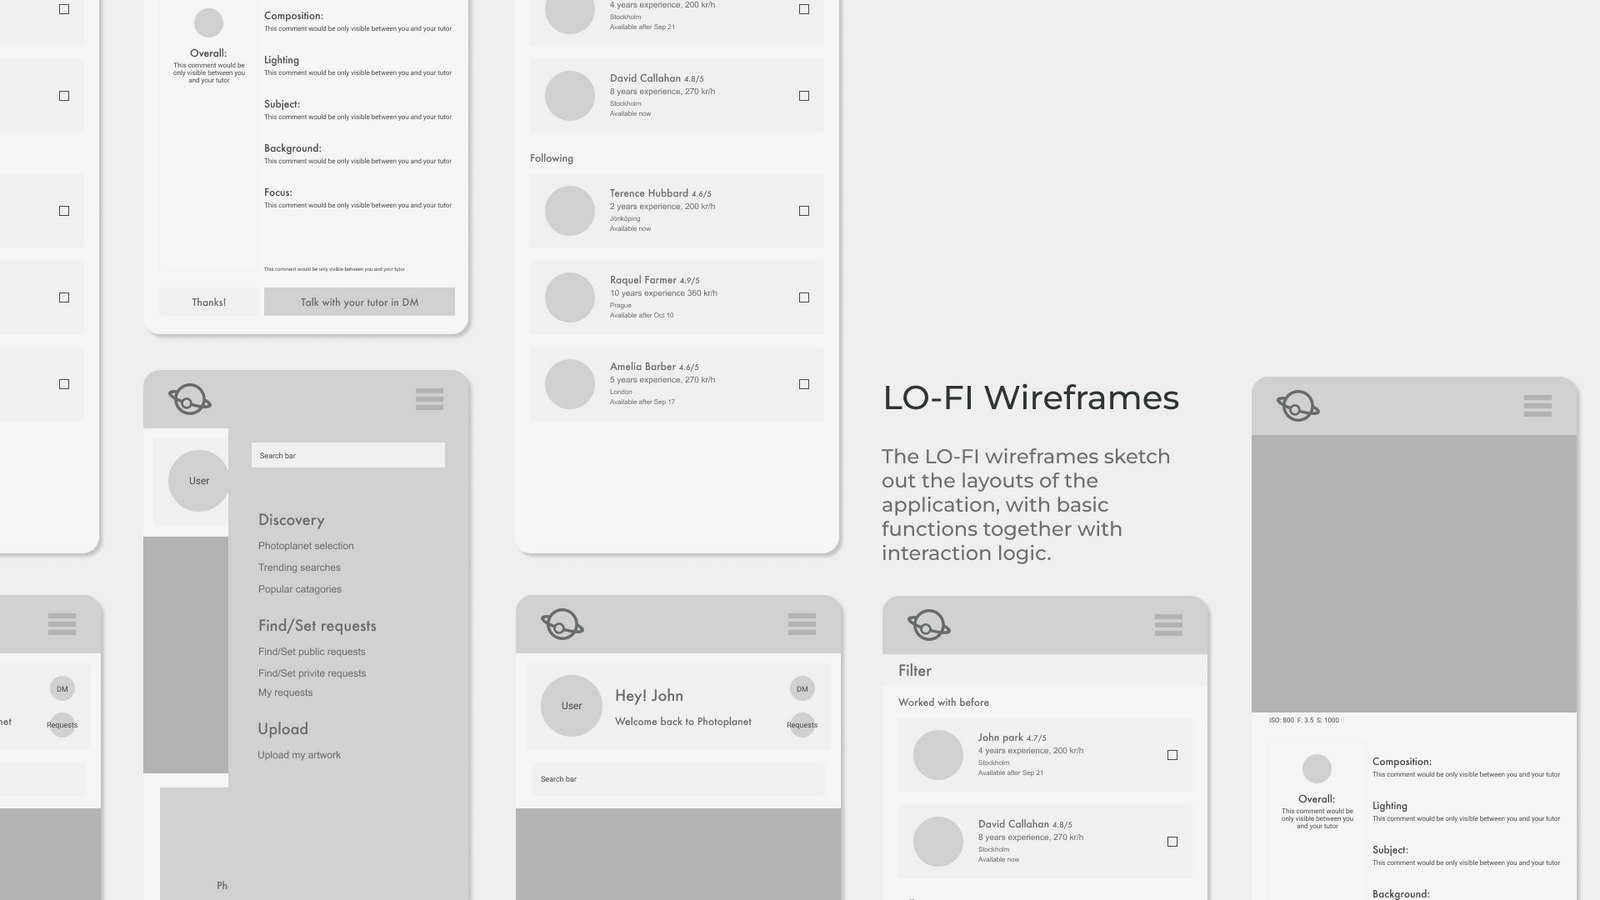 Composition:
This comment would be only visible between you and your tutor
Overall:
This comment would be
only visible between you
and your tutor
Lighting
This comment would be only visible between you and your tutor
Subject:
This comment would be only visible between you and your tutor
Background:
This comment would be only visible between you and your tutor
Focus:
This comment would be only visible between you and your tutor
This comment would be only visible between you and your tutor
Thanks!
Talk with your tutor in DM
4 years experience, 200 kr/h
Stockholm
Available after Sep 21
David Callahan 4.8/5
8 years experience, 270 kr/h
Stockholm
Available now
Following
Terence Hubbard 4.6/5
2 years experience, 200 kr/h
Jönköping
Available now
Raquel Farmer 4.9/5
10 years experience 360 kr/h
Prague
Available after Oct 10
Amelia Barber 4.6/5
5 years experience, 270 kr/h
London
Available after Sep 17
LO-FI Wireframes
The LO-FI wireframes sketch
out the layouts of the
application, with basic
functions together with
interaction logic.
User
Search bar
Discovery
Photoplanet selection
Trending searches
Popular catagories
Find/Set requests
Find/Set public requests
Find/Set privite requests
My requests
Upload
Upload my artwork
Ph
net
DM
Requests
User
Hey! John
Welcome back to Photoplanet
DM
Requests
Search bar
Filter
Worked with before
John park 4.7/5
4 years experience, 200 kr/h
Stockholm
Available after Sep 21
David Callahan 4.8/5
8 years experience, 270 kr/h
Stockholm
Available now
ISO: 800 F: 3.5 S: 1000
Composition:
This comment would be only visible between you and your tutor
Overall:
This comment would be
only visible between you
and your tutor
Lighting
This comment would be only visible between you and your tutor
Subject:
This comment would be only visible between you and your tutor
Background: